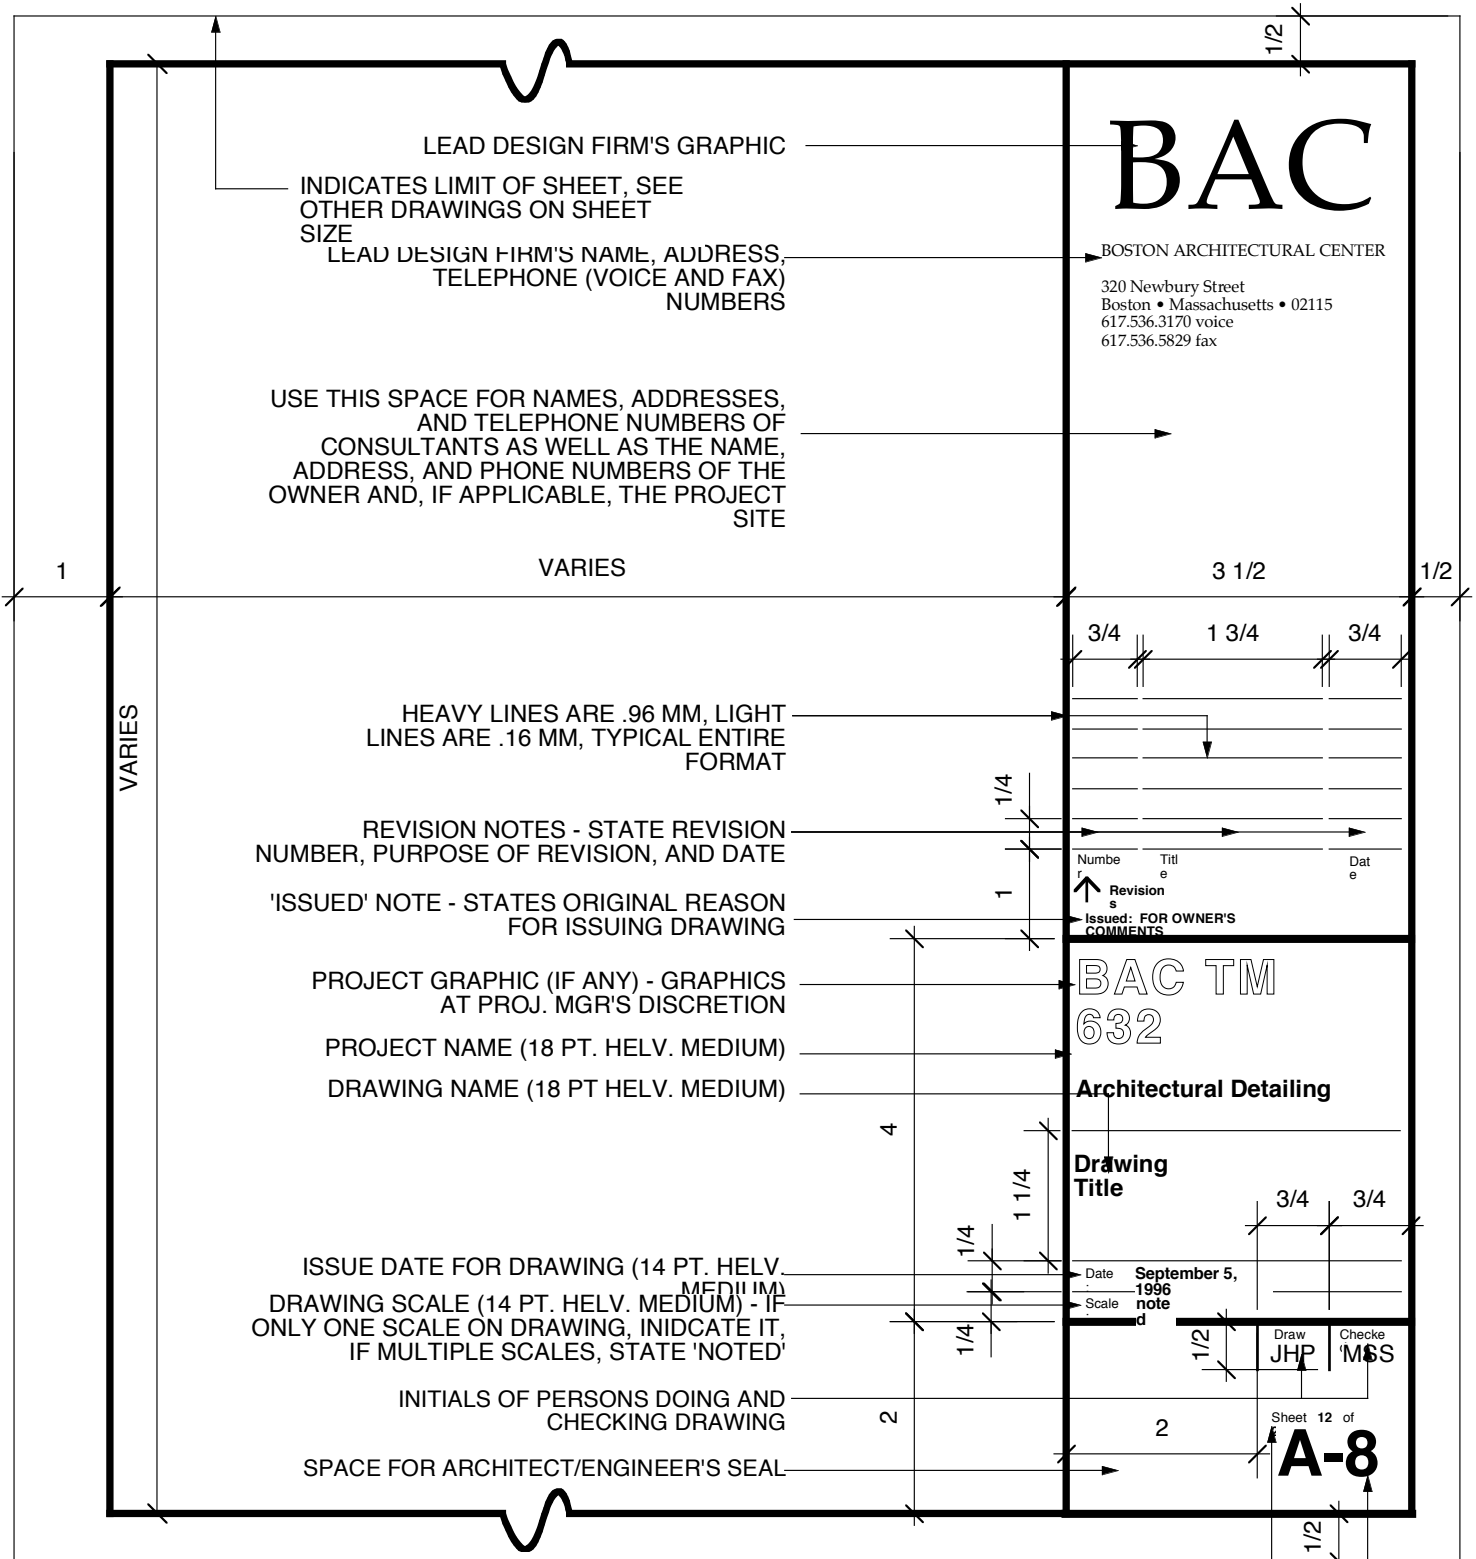 1/2
BAC
LEAD DESIGN FIRM'S GRAPHIC
INDICATES LIMIT OF SHEET, SEE
OTHER DRAWINGS ON SHEET
SIZE
LEAD DESIGN FIRM'S NAME, ADDRESS,
TELEPHONE (VOICE AND FAX)
NUMBERS
BOSTON ARCHITECTURAL CENTER
320 Newbury Street
Boston • Massachusetts • 02115
617.536.3170 voice
617.536.5829 fax
USE THIS SPACE FOR NAMES, ADDRESSES,
AND TELEPHONE NUMBERS OF
CONSULTANTS AS WELL AS THE NAME,
ADDRESS, AND PHONE NUMBERS OF THE
OWNER AND, IF APPLICABLE, THE PROJECT
SITE
1
VARIES
3 1/2
1/2
3/4
1 3/4
3/4
VARIES
HEAVY LINES ARE .96 MM, LIGHT
LINES ARE .16 MM, TYPICAL ENTIRE
FORMAT
1/4
REVISION NOTES - STATE REVISION
NUMBER, PURPOSE OF REVISION, AND DATE
Numbe
r
Titl
e
Dat
e
1
Revision
s
'ISSUED' NOTE - STATES ORIGINAL REASON
FOR ISSUING DRAWING
Issued: FOR OWNER'S
COMMENTS
PROJECT GRAPHIC (IF ANY) - GRAPHICS
AT PROJ. MGR'S DISCRETION
BAC TM
632
PROJECT NAME (18 PT. HELV. MEDIUM)
DRAWING NAME (18 PT HELV. MEDIUM)
Architectural Detailing
4
1 1/4
Drawing
Title
3/4
3/4
1/4
ISSUE DATE FOR DRAWING (14 PT. HELV.
MEDIUM)
Date
:
September 5,
1996
DRAWING SCALE (14 PT. HELV. MEDIUM) - IF
ONLY ONE SCALE ON DRAWING, INIDCATE IT,
IF MULTIPLE SCALES, STATE 'NOTED'
Scale
:
note
d
1/4
1/2
Draw
JHP
Checke
MSS
INITIALS OF PERSONS DOING AND
CHECKING DRAWING
2
2
Sheet 12 of
A-8
SPACE FOR ARCHITECT/ENGINEER'S SEAL
1/2